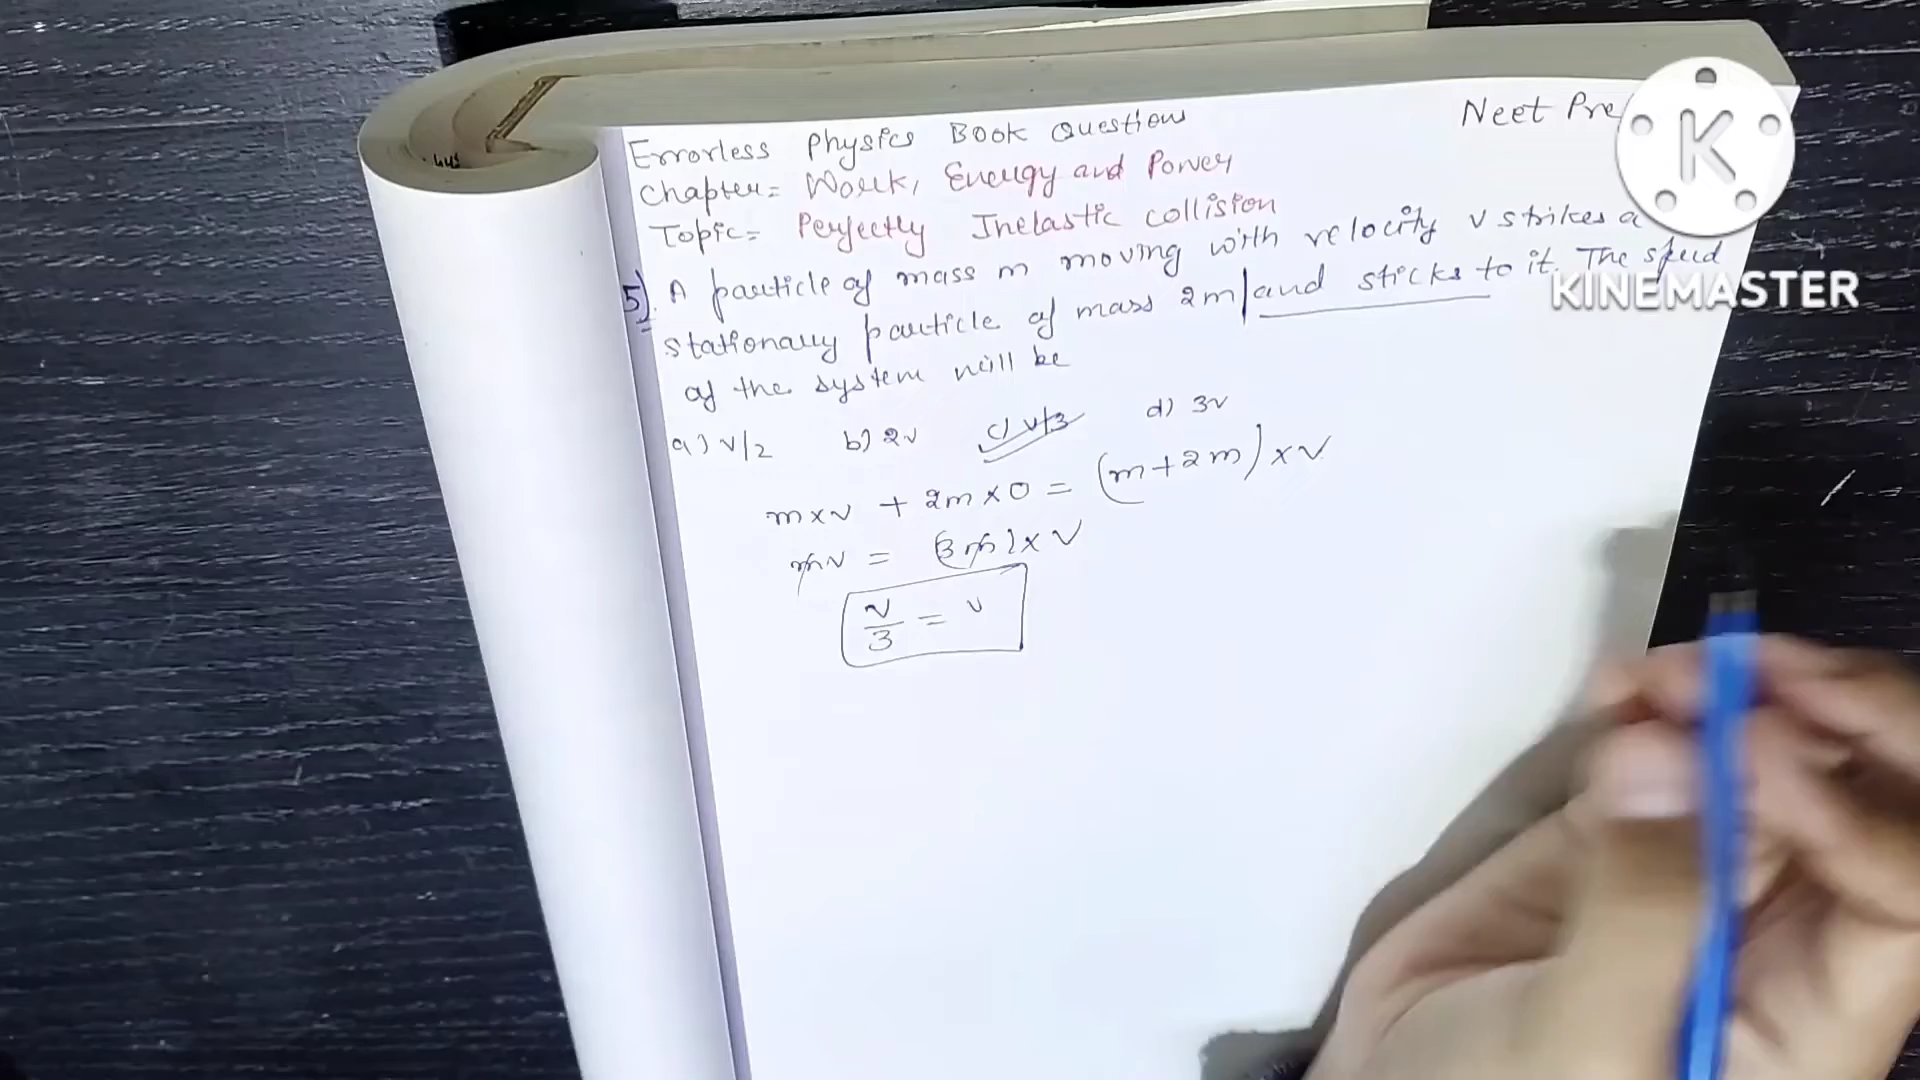 Errorless Physics Book Question
Neet Pre
Chapter = Work, Energy and Power
Topic = Perfectly Inelastic collision
5). A particle of mass m moving with velocity v strikes a
stationary particle of mass 2m and sticks to it. The speed
of the system will be
a) v/2 b) 2v c) v/3 d) 3v
m×v + 2m×0 = (m+2m)×v
mv = (3m)×v
v/3 = v
K
KINEMASTER